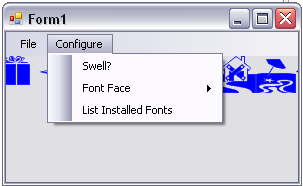 Form1
File Configure
Swell?
Font Face
List Installed Fonts